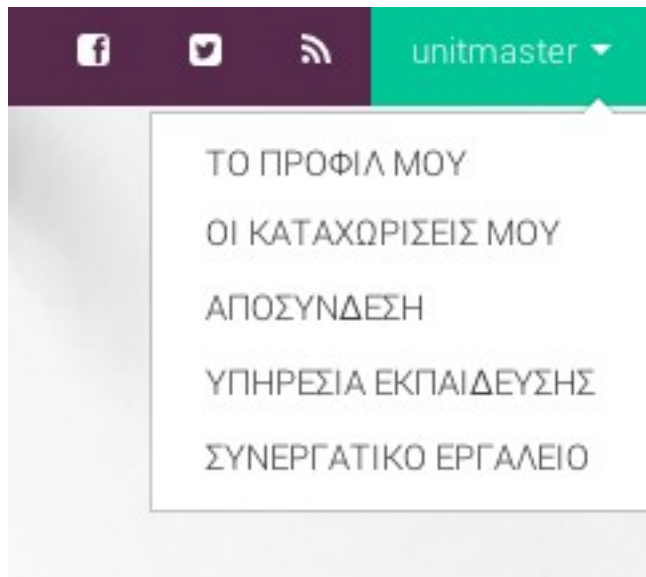 unitmaster
ΤΟ ΠΡΟΦΙΛ ΜΟΥ
ΟΙ ΚΑΤΑΧΩΡΙΣΕΙΣ ΜΟΥ
ΑΠΟΣΥΝΔΕΣΗ
ΥΠΗΡΕΣΙΑ ΕΚΠΑΙΔΕΥΣΗΣ
ΣΥΝΕΡΓΑΤΙΚΟ ΕΡΓΑΛΕΙΟ